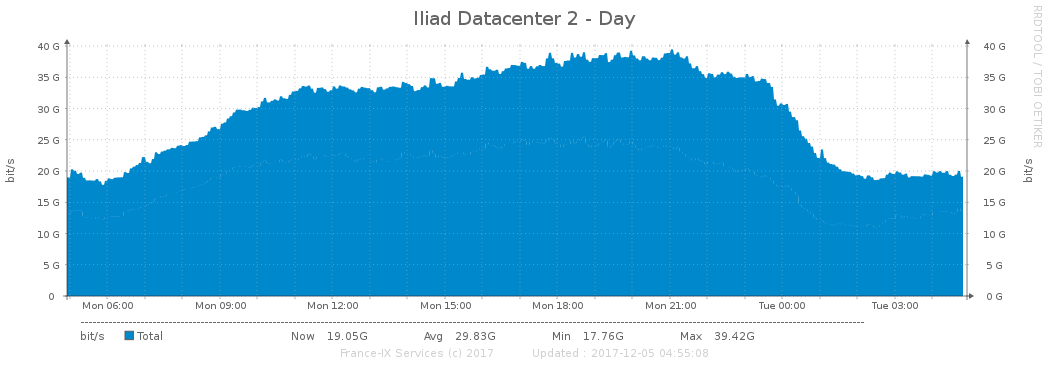 Iliad Datacenter 2 - Day
RRDTOOL / TOBI OETIKER
40 G 40 G
35 G 35 G
30 G 30 G
25 G 25 G
20 G 20 G
15 G 15 G
10 G 10 G
5 G 5 G
0 0 G
bit/s bit/s
Mon 06:00 Mon 09:00 Mon 12:00 Mon 15:00 Mon 18:00 Mon 21:00 Tue 00:00 Tue 03:00
bit/s Total Now 19.05G Avg 29.83G Min 17.76G Max 39.42G
France-IX Services (c) 2017 Updated : 2017-12-05 04:55:08